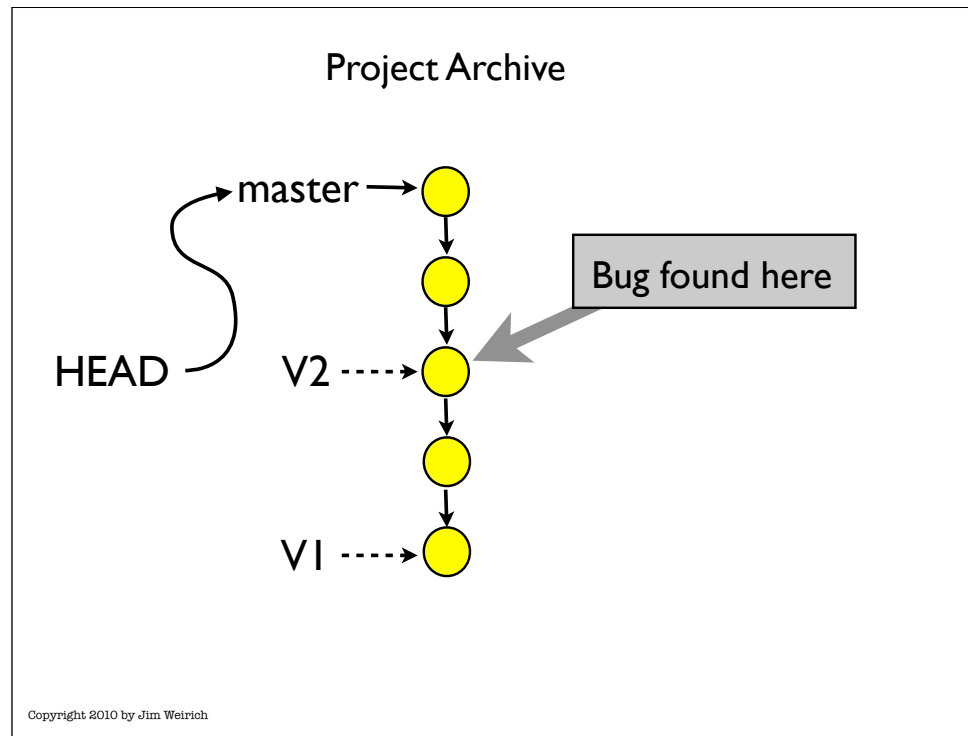 Project Archive
master
Bug found here
HEAD
V2
V1
Copyright 2010 by Jim Weirich